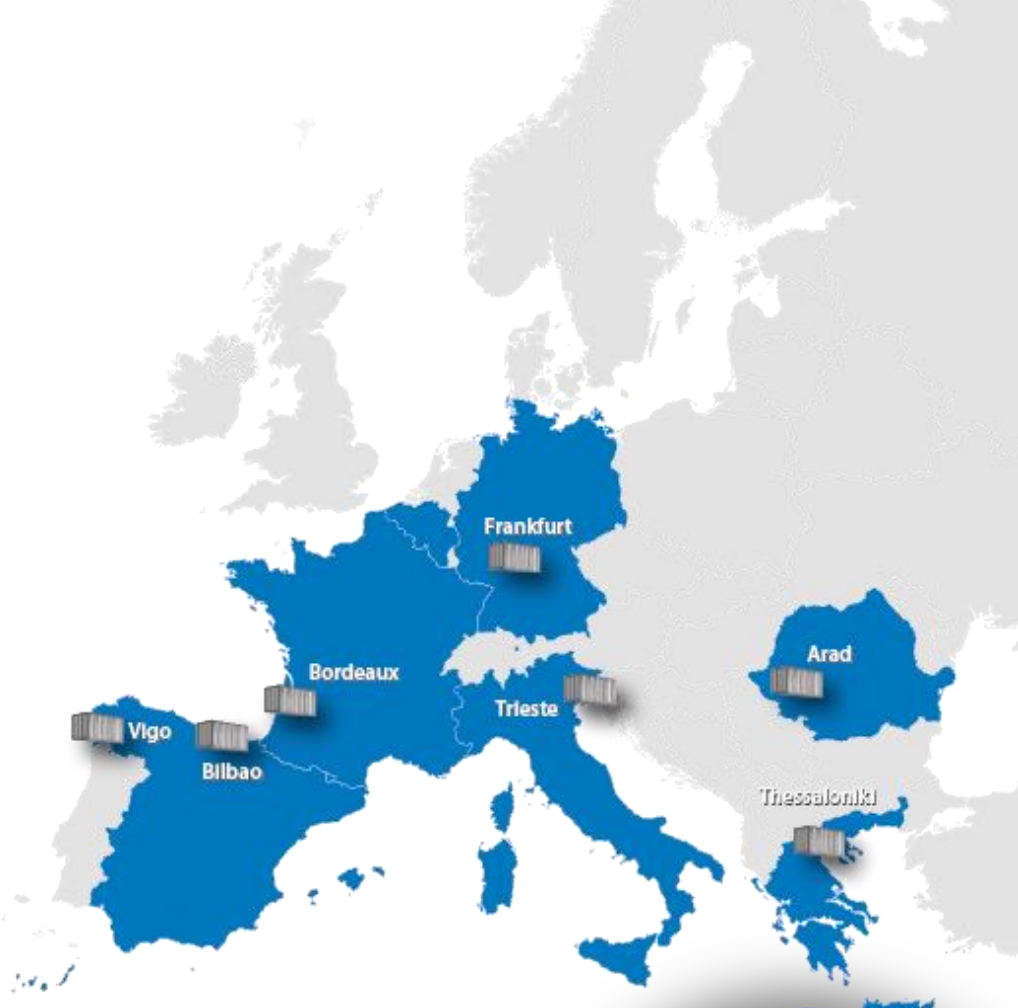 Frankfurt
Arad
Bordeaux
Trieste
Vigo
Bilbao
Thessaloniki